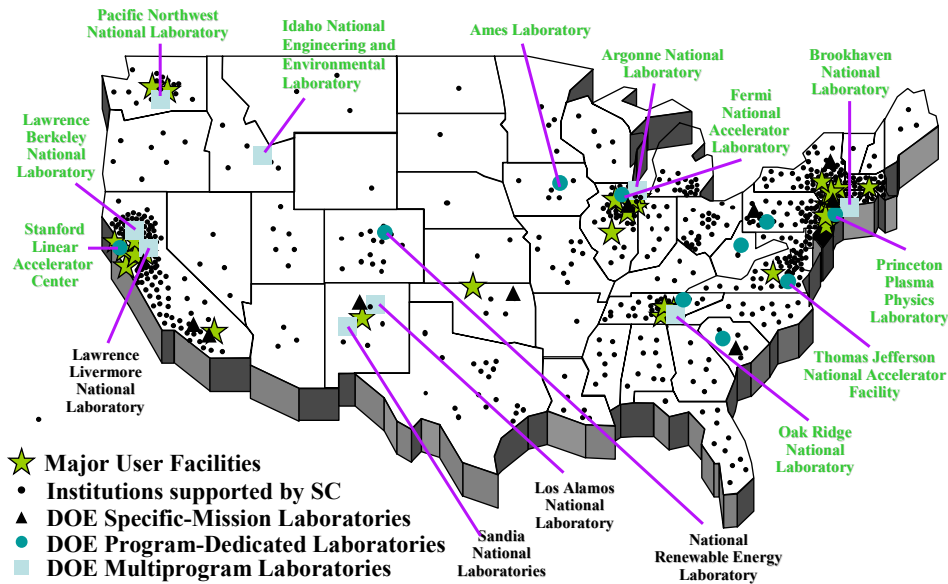 Pacific Northwest
National Laboratory
Idaho National
Engineering and
Environmental
Laboratory
Ames Laboratory
Argonne National
Laboratory
Brookhaven
National
Laboratory
Fermi
National
Accelerator
Laboratory
Lawrence
Berkeley
National
Laboratory
Stanford
Linear
Accelerator
Center
Princeton
Plasma
Physics
Laboratory
Lawrence
Livermore
National
Laboratory
Thomas Jefferson
National Accelerator
Facility
Oak Ridge
National
Laboratory
Los Alamos
National
Laboratory
Sandia
National
Laboratories
National
Renewable Energy
Laboratory
Major User Facilities
Institutions supported by SC
DOE Specific-Mission Laboratories
DOE Program-Dedicated Laboratories
DOE Multiprogram Laboratories